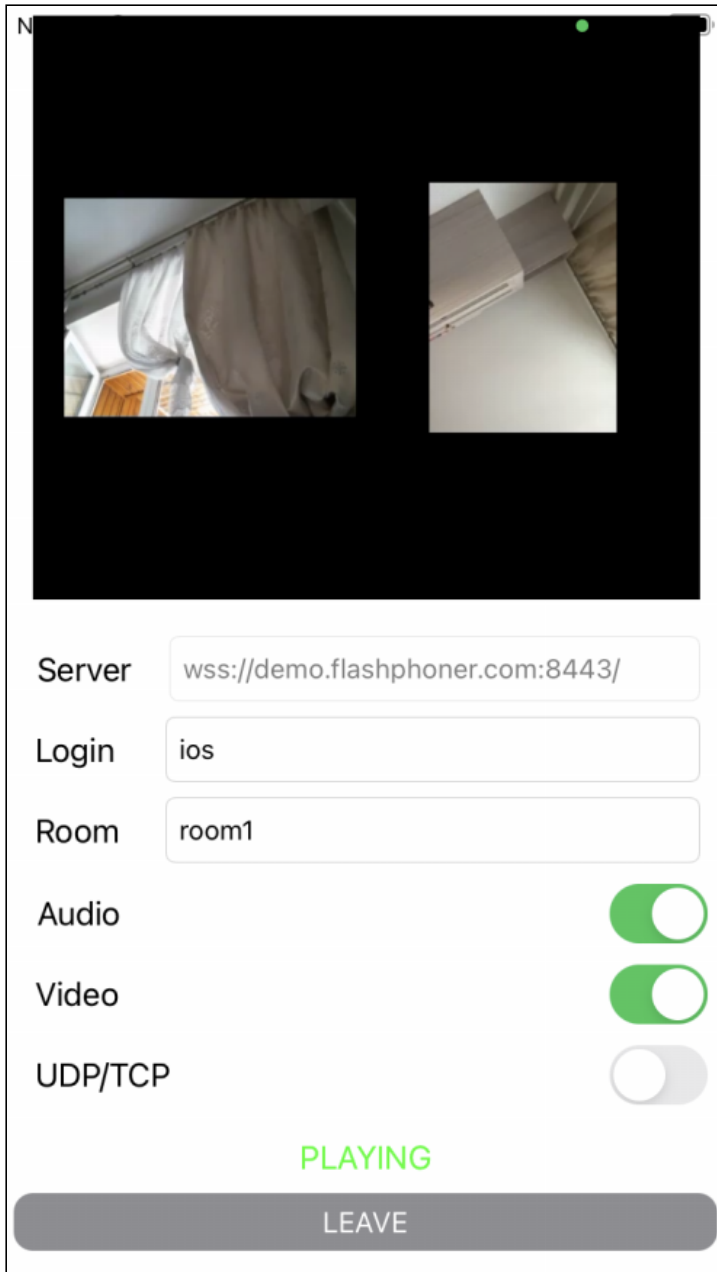 Server
wss://demo.flashphoner.com:8443/
Login
ios
Room
room1
Audio
Video
UDP/TCP
PLAYING
LEAVE